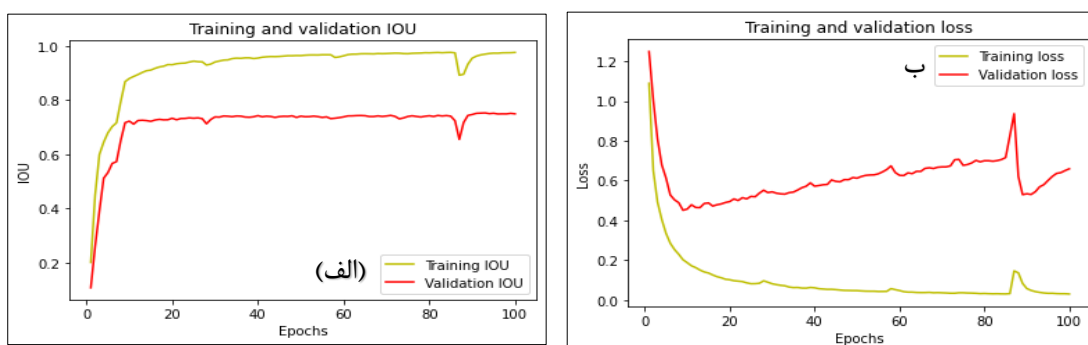 Training and validation IOU
1.0
0.8
0.6
0.4
0.2
IOU
(الف)
Training IOU
Validation IOU
0 20 40 60 80 100
Epochs
Training and validation loss
1.2
1.0
0.8
0.6
0.4
0.2
0.0
Loss
ب
Training loss
Validation loss
0 20 40 60 80 100
Epochs